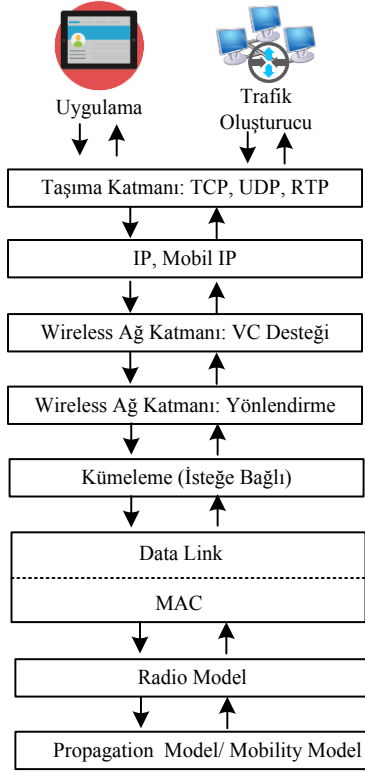 Uygulama
Trafik
Oluşturucu
Taşıma Katmanı: TCP, UDP, RTP
IP, Mobil IP
Wireless Ağ Katmanı: VC Desteği
Wireless Ağ Katmanı: Yönlendirme
Kümeleme (İsteğe Bağlı)
Data Link
MAC
Radio Model
Propagation Model/ Mobility Model